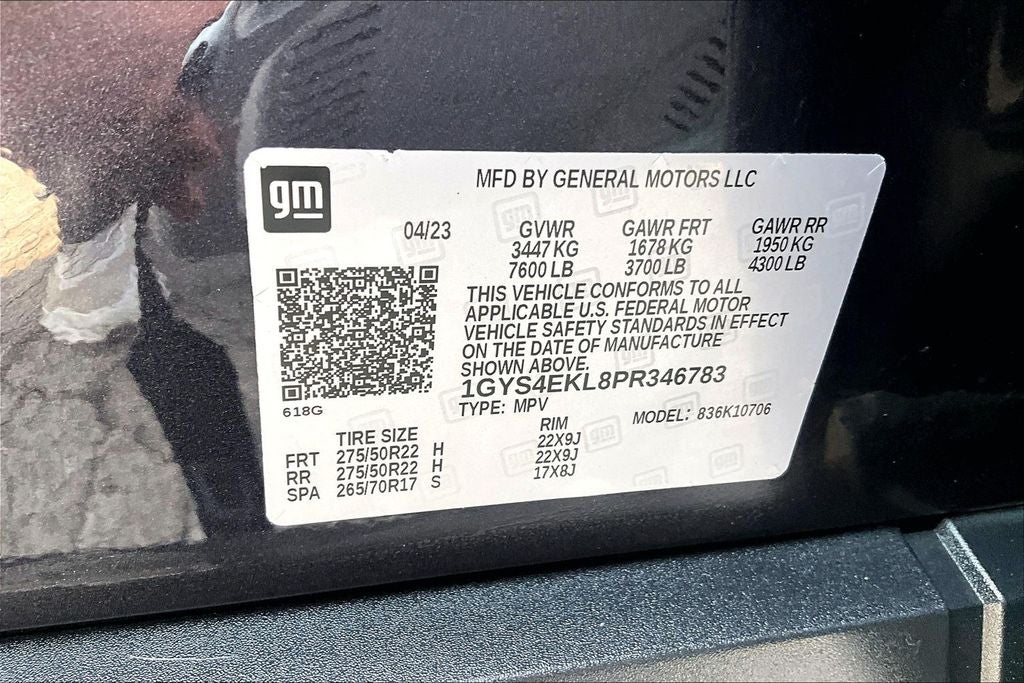 gm
MFD BY GENERAL MOTORS LLC
04/23 GVWR GAWR FRT GAWR RR
3447 KG 1678 KG 1950 KG
7600 LB 3700 LB 4300 LB
THIS VEHICLE CONFORMS TO ALL
APPLICABLE U.S. FEDERAL MOTOR
VEHICLE SAFETY STANDARDS IN EFFECT
ON THE DATE OF MANUFACTURE
SHOWN ABOVE.
1GYS4EKL8PR346783
TYPE: MPV MODEL: 836K10706
618G
TIRE SIZE RIM
FRT 275/50R22 H 22X9J
RR 275/50R22 H 22X9J
SPA 265/70R17 S 17X8J